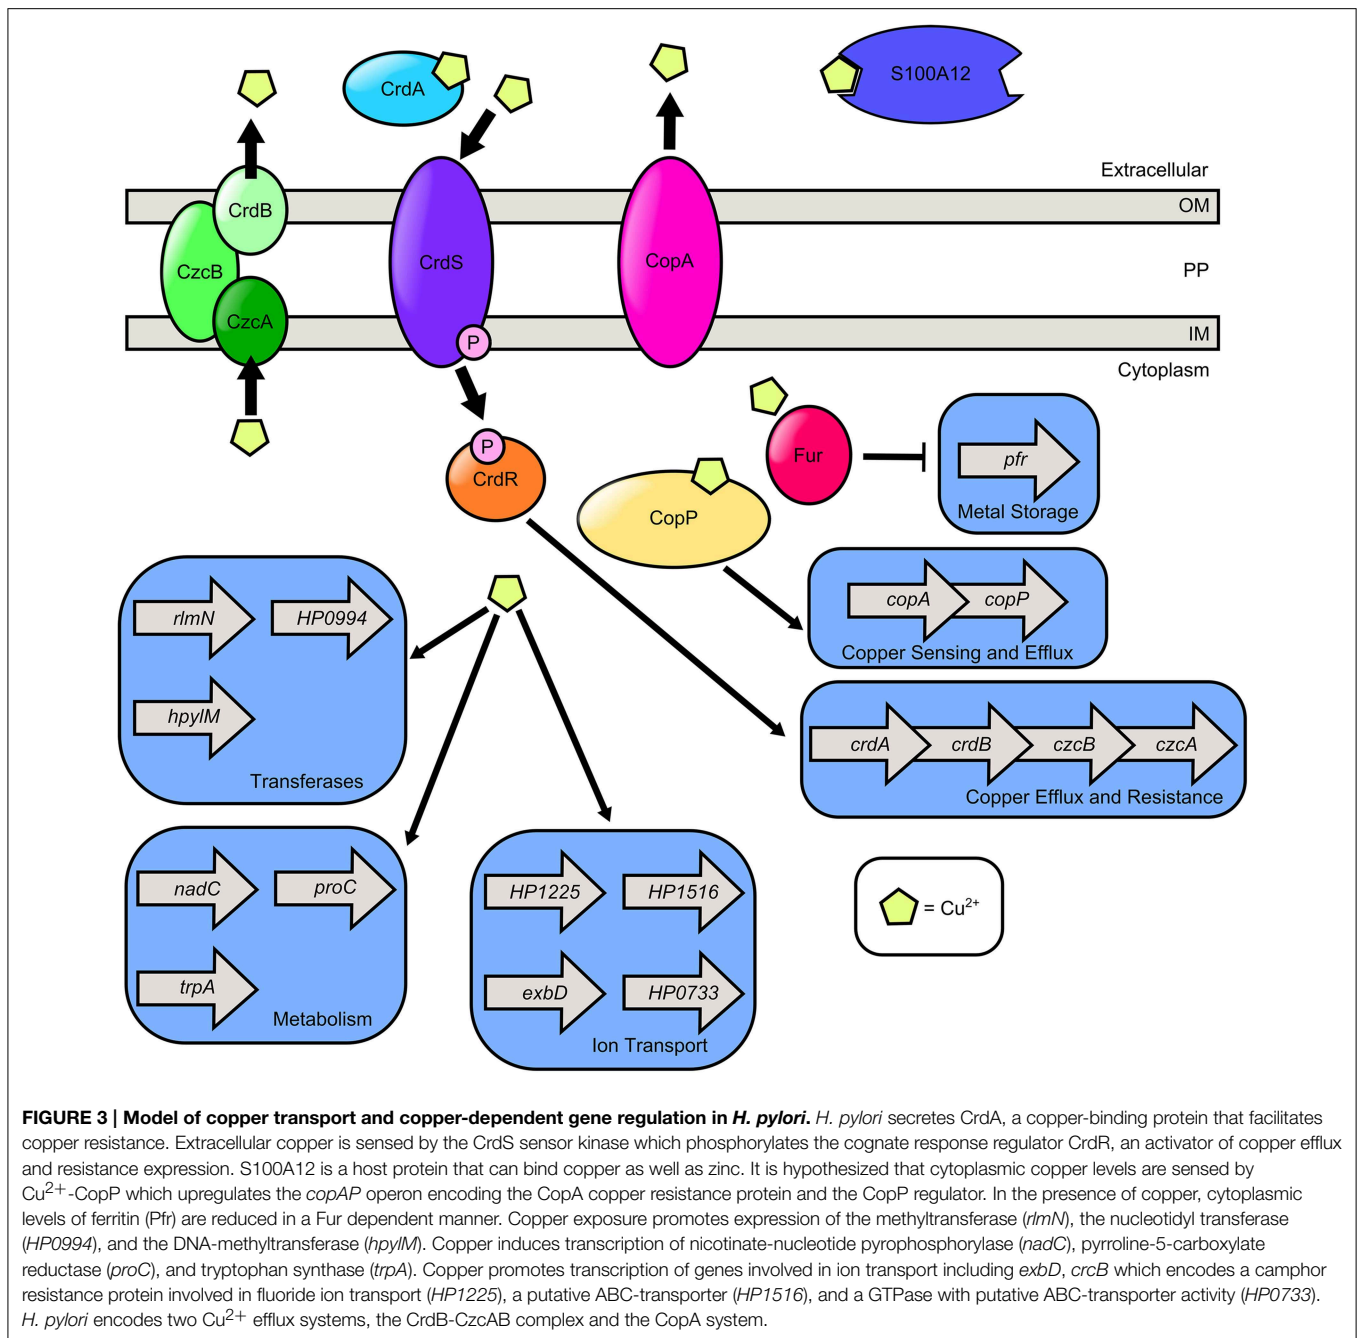 CrdA
S100A12
Extracellular
CrdB
OM
CzcB
CrdS
CopA
PP
CzcA
P
IM
Cytoplasm
P
CrdR
Fur
pfr
Metal Storage
CopP
copA copP
Copper Sensing and Efflux
rlmN HP0994
hpylM
Transferases
crdA crdB czcB czcA
Copper Efflux and Resistance
nadC proC
trpA
Metabolism
HP1225 HP1516
exbD HP0733
Ion Transport
= Cu2+
FIGURE 3 | Model of copper transport and copper-dependent gene regulation in H. pylori. H. pylori secretes CrdA, a copper-binding protein that facilitates
copper resistance. Extracellular copper is sensed by the CrdS sensor kinase which phosphorylates the cognate response regulator CrdR, an activator of copper efflux
and resistance expression. S100A12 is a host protein that can bind copper as well as zinc. It is hypothesized that cytoplasmic copper levels are sensed by
Cu2+-CopP which upregulates the copAP operon encoding the CopA copper resistance protein and the CopP regulator. In the presence of copper, cytoplasmic
levels of ferritin (Pfr) are reduced in a Fur dependent manner. Copper exposure promotes expression of the methyltransferase (rlmN), the nucleotidyl transferase
(HP0994), and the DNA-methyltransferase (hpylM). Copper induces transcription of nicotinate-nucleotide pyrophosphorylase (nadC), pyrroline-5-carboxylate
reductase (proC), and tryptophan synthase (trpA). Copper promotes transcription of genes involved in ion transport including exbD, crcB which encodes a camphor
resistance protein involved in fluoride ion transport (HP1225), a putative ABC-transporter (HP1516), and a GTPase with putative ABC-transporter activity (HP0733).
H. pylori encodes two Cu2+ efflux systems, the CrdB-CzcAB complex and the CopA system.